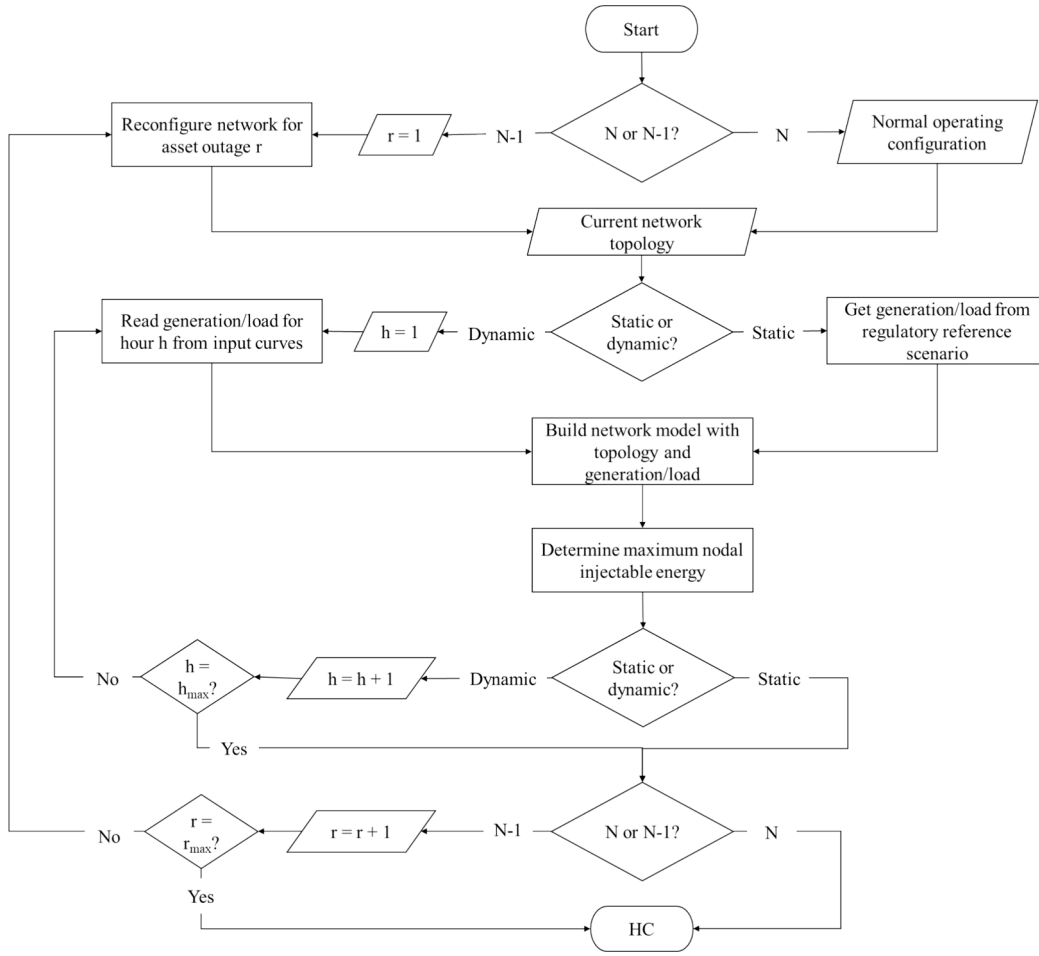 Start
Reconfigure network for
asset outage r
r = 1
N-1
N or N-1?
N
Normal operating
configuration
Current network
topology
Read generation/load for
hour h from input curves
h = 1
Dynamic
Static or
dynamic?
Static
Get generation/load from
regulatory reference
scenario
Build network model with
topology and
generation/load
Determine maximum nodal
injectable energy
No
h =
hmax?
h = h + 1
Dynamic
Static or
dynamic?
Static
Yes
No
r =
rmax?
r = r + 1
N-1
N or N-1?
N
Yes
HC